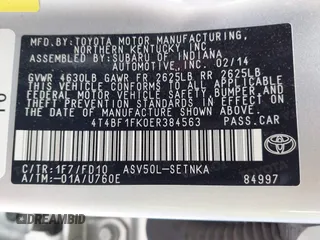 MFD. BY: TOYOTA MOTOR MANUFACTURING,
NORTHERN KENTUCKY INC.
BY: SUBARU OF INDIANA
AUTOMOTIVE, INC. 02/14
GVWR 4630LB GAWR FR 2625LB RR 2625LB
THIS VEHICLE CONFORMS TO ALL APPLICABLE
FEDERAL MOTOR VEHICLE SAFETY, BUMPER, AND
THEFT PREVENTION STANDARDS IN EFFECT ON
THE DATE OF MANUFACTURE SHOWN ABOVE.
4T4BF1FK0ER384563 PASS.CAR
C/TR:1F7/FD10 ASV50L-SETNKA
A/TM:-01A/U760E
TOYOTA
84997
DREAMBID